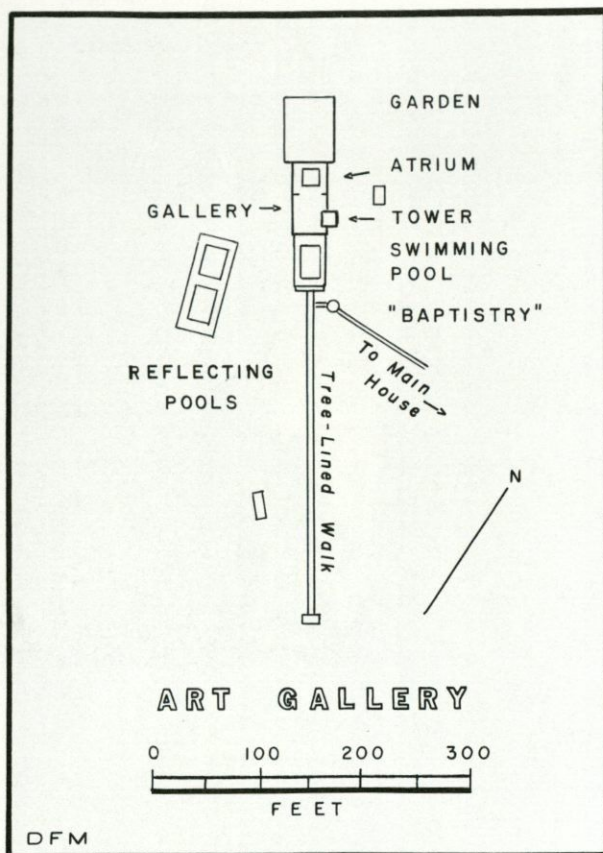 GARDEN
ATRIUM
GALLERY
TOWER
SWIMMING
POOL
"BAPTISTRY"
To Main
House
REFLECTING
POOLS
Tree-Lined Walk
N
ART GALLERY
0 100 200 300
FEET
DFM